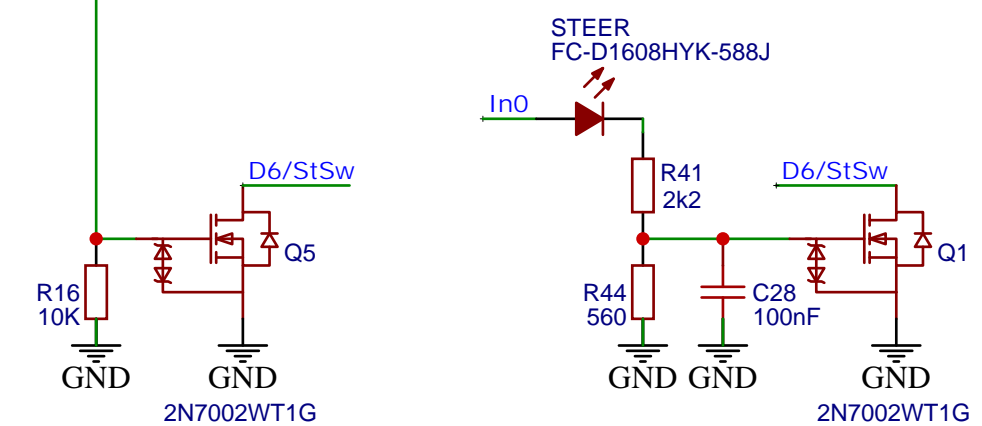 STEER
FC-D1608HYK-588J
In0
D6/StSw
R41
2k2
D6/StSw
Q5
Q1
R16
10K
R44
560
C28
100nF
GND
GND
GND
GND
GND
2N7002WT1G
2N7002WT1G